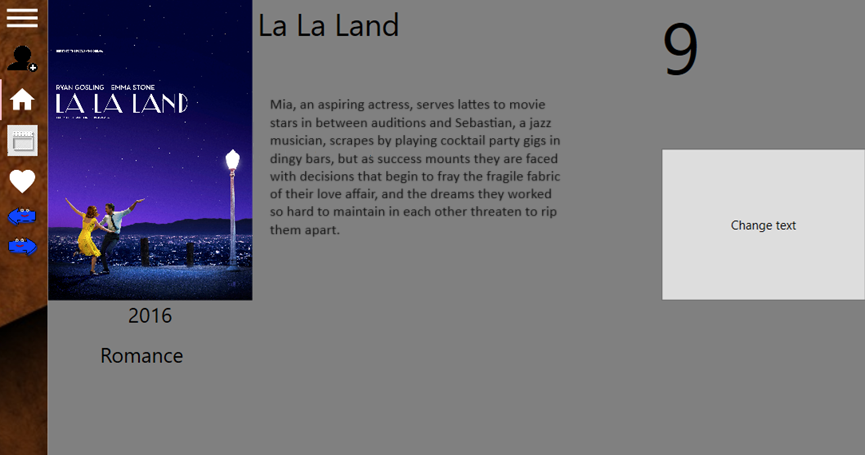 La La Land
9
RYAN GOSLING EMMA STONE
LA LA LAND
Mia, an aspiring actress, serves lattes to movie
stars in between auditions and Sebastian, a jazz
musician, scrapes by playing cocktail party gigs in
dingy bars, but as success mounts they are faced
with decisions that begin to fray the fragile fabric
of their love affair, and the dreams they worked
so hard to maintain in each other threaten to rip
them apart.
Change text
2016
Romance